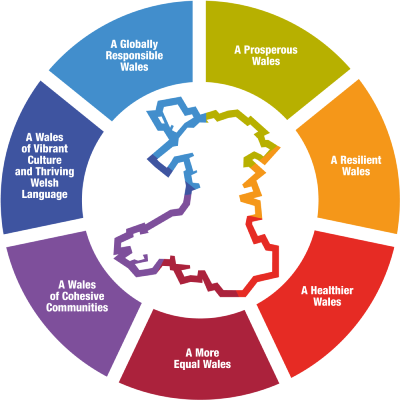 A Globally
Responsible
Wales
A Prosperous
Wales
A Resilient
Wales
A Healthier
Wales
A More
Equal Wales
A Wales
of Cohesive
Communities
A Wales
of Vibrant
Culture
and Thriving
Welsh
Language